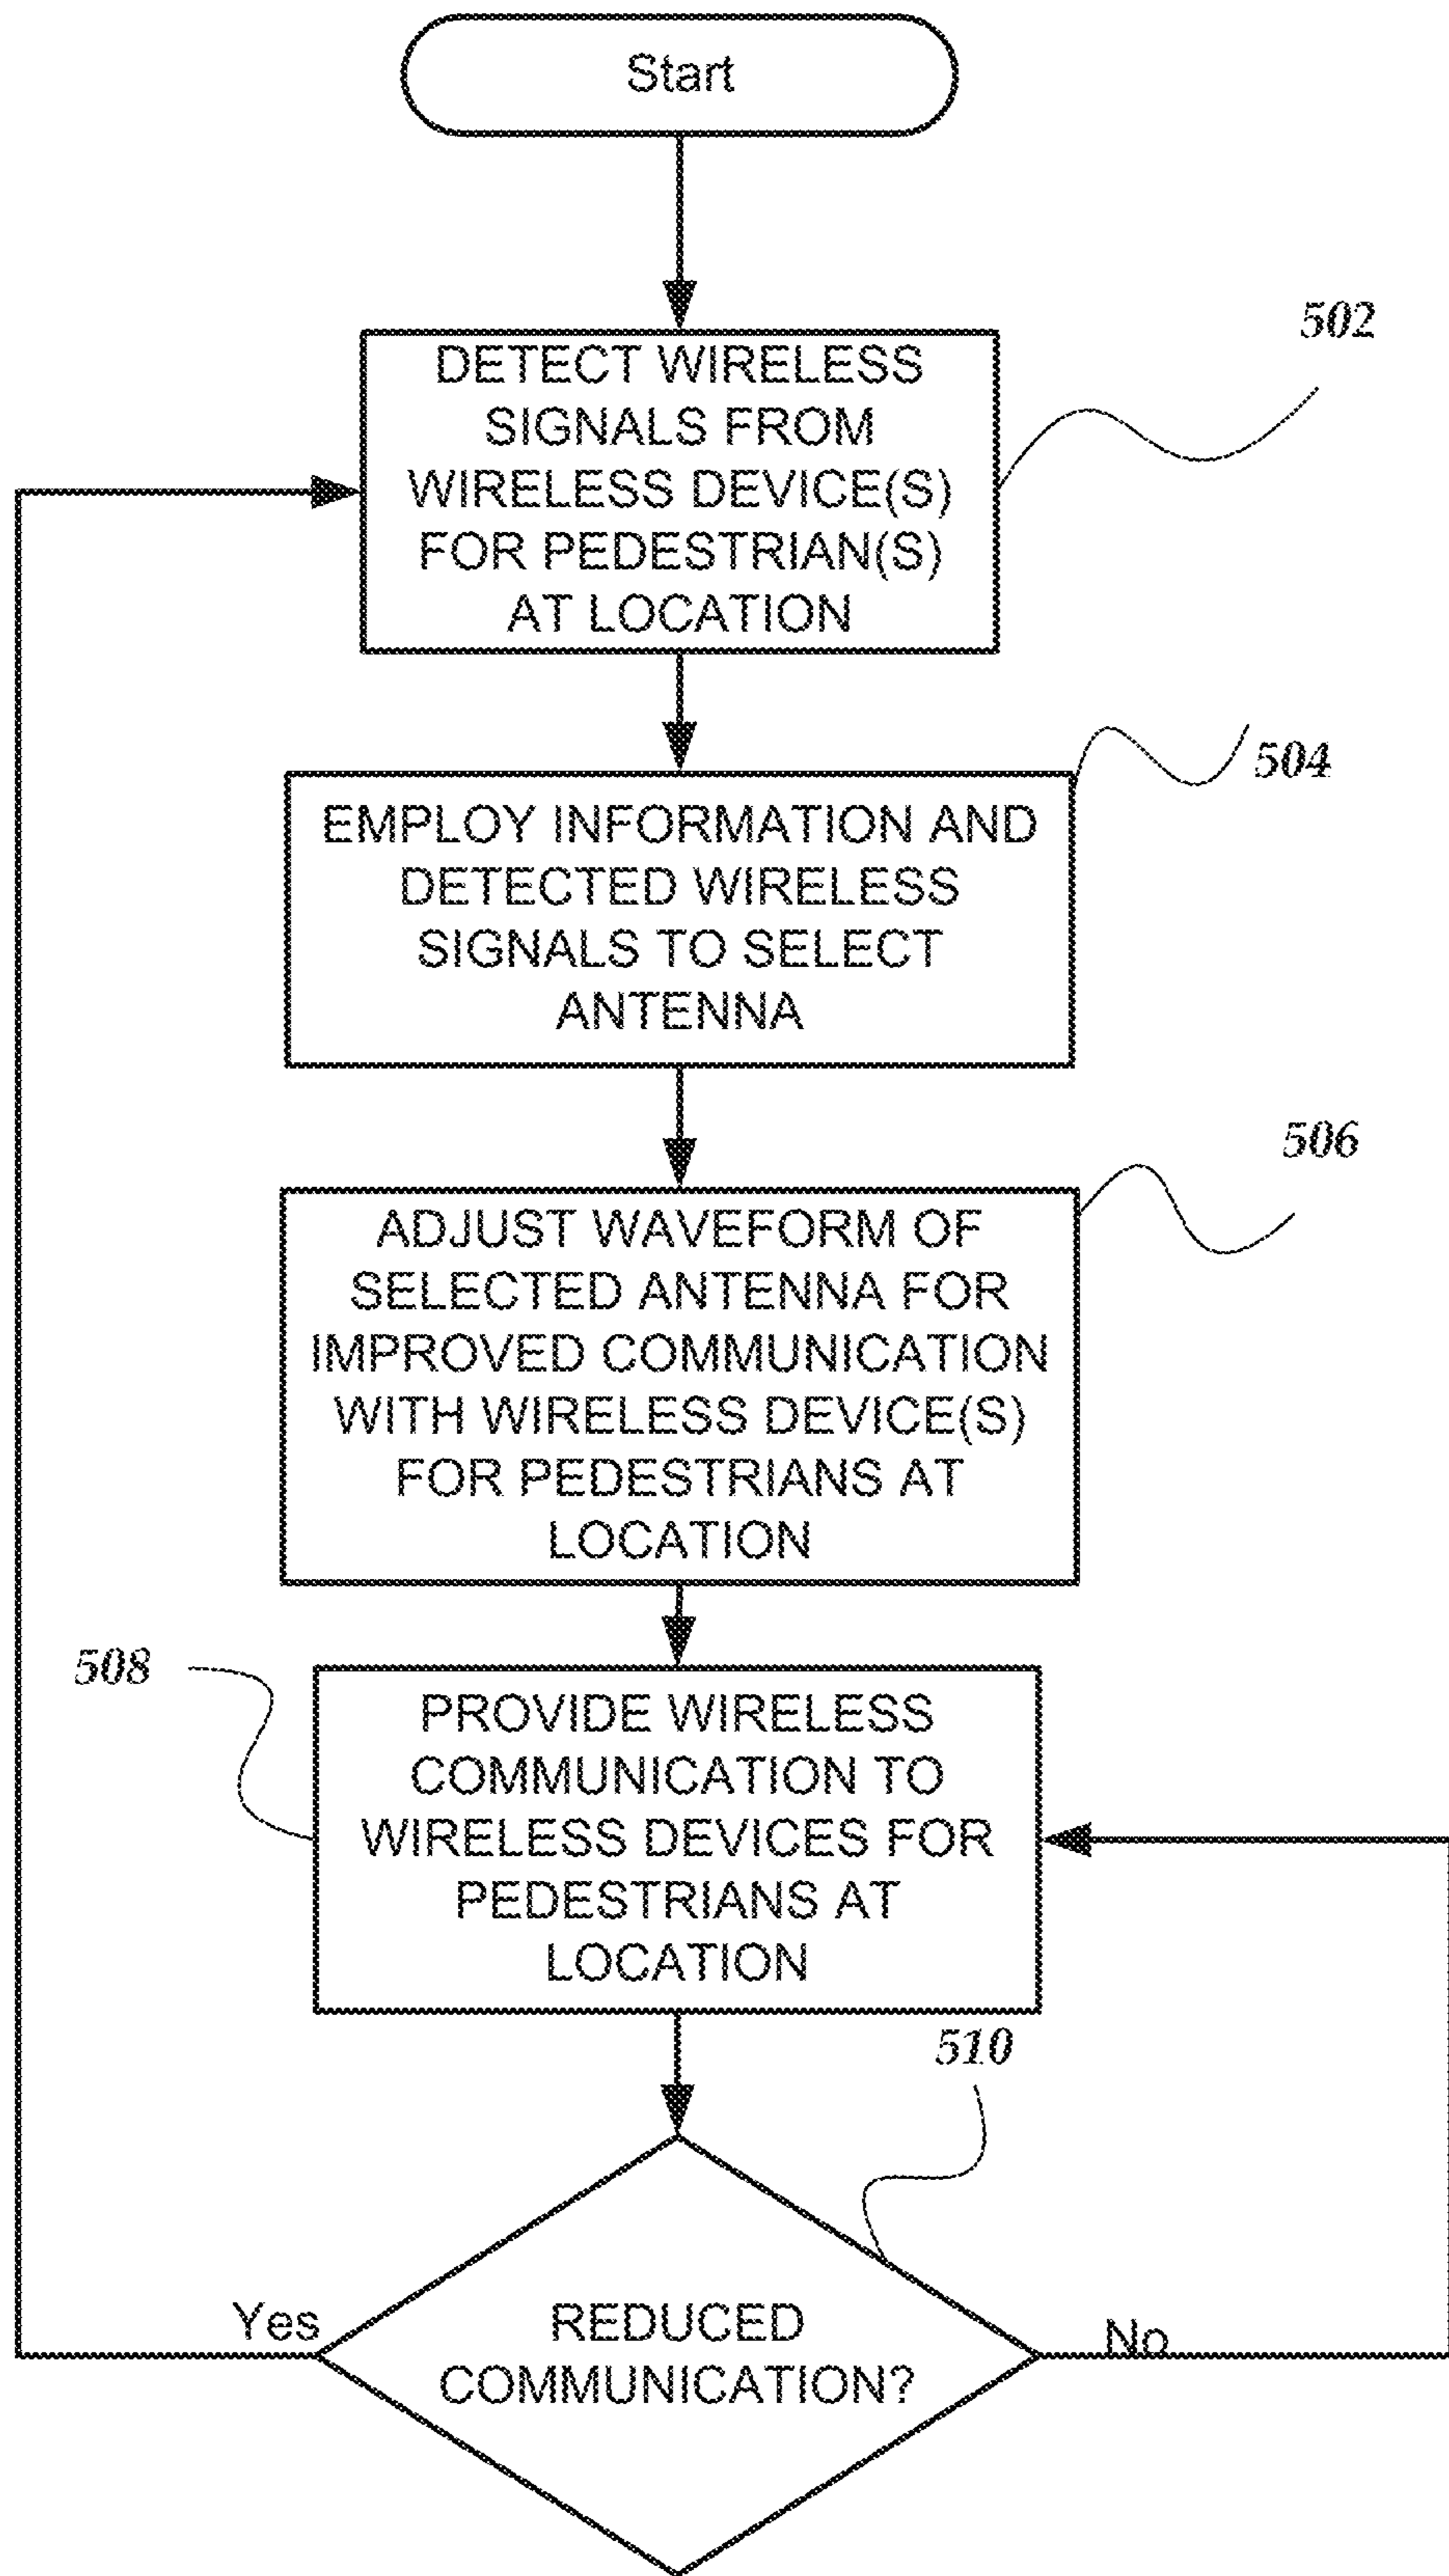 Start
502
DETECT WIRELESS
SIGNALS FROM
WIRELESS DEVICE(S)
FOR PEDESTRIAN(S)
AT LOCATION
504
EMPLOY INFORMATION AND
DETECTED WIRELESS
SIGNALS TO SELECT
ANTENNA
506
ADJUST WAVEFORM OF
SELECTED ANTENNA FOR
IMPROVED COMMUNICATION
WITH WIRELESS DEVICE(S)
FOR PEDESTRIANS AT
LOCATION
508
PROVIDE WIRELESS
COMMUNICATION TO
WIRELESS DEVICES FOR
PEDESTRIANS AT
LOCATION
510
Yes
REDUCED
COMMUNICATION?
No